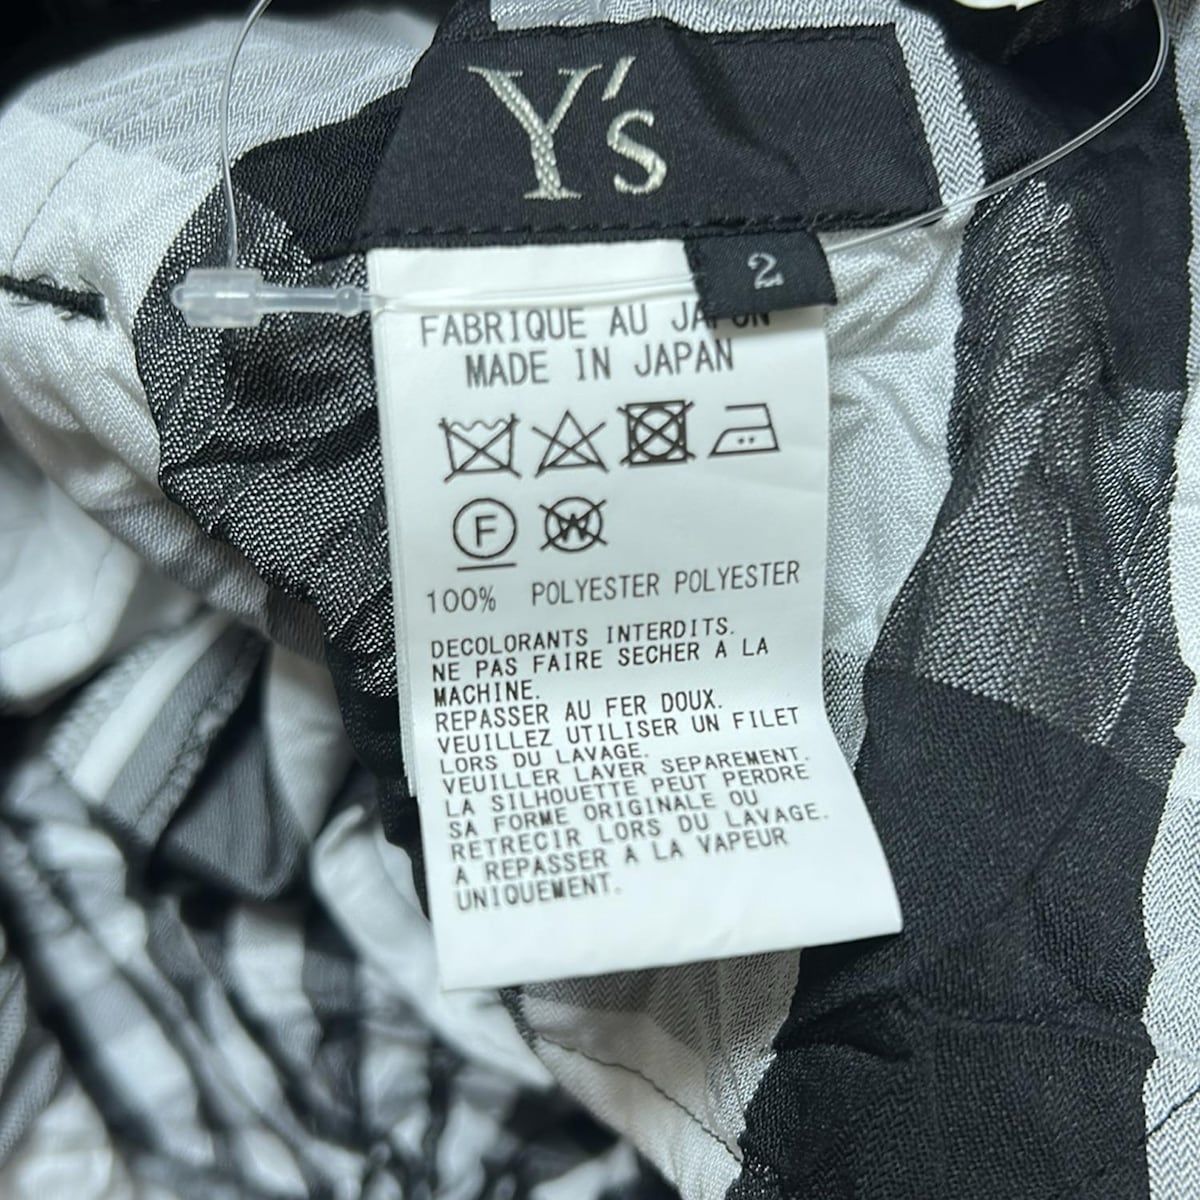 Y's
2
FABRIQUE AU JAPON
MADE IN JAPAN
F
W
100% POLYESTER POLYESTER
DECOLORANTS INTERDITS.
NE PAS FAIRE SECHER A LA
MACHINE.
REPASSER AU FER DOUX.
VEUILLEZ UTILISER UN FILET
LORS DU LAVAGE.
VEUILLER LAVER SEPAREMENT.
LA SILHOUETTE PEUT PERDRE
SA FORME ORIGINALE OU
RETRECIR LORS DU LAVAGE.
A REPASSER A LA VAPEUR
UNIQUEMENT.